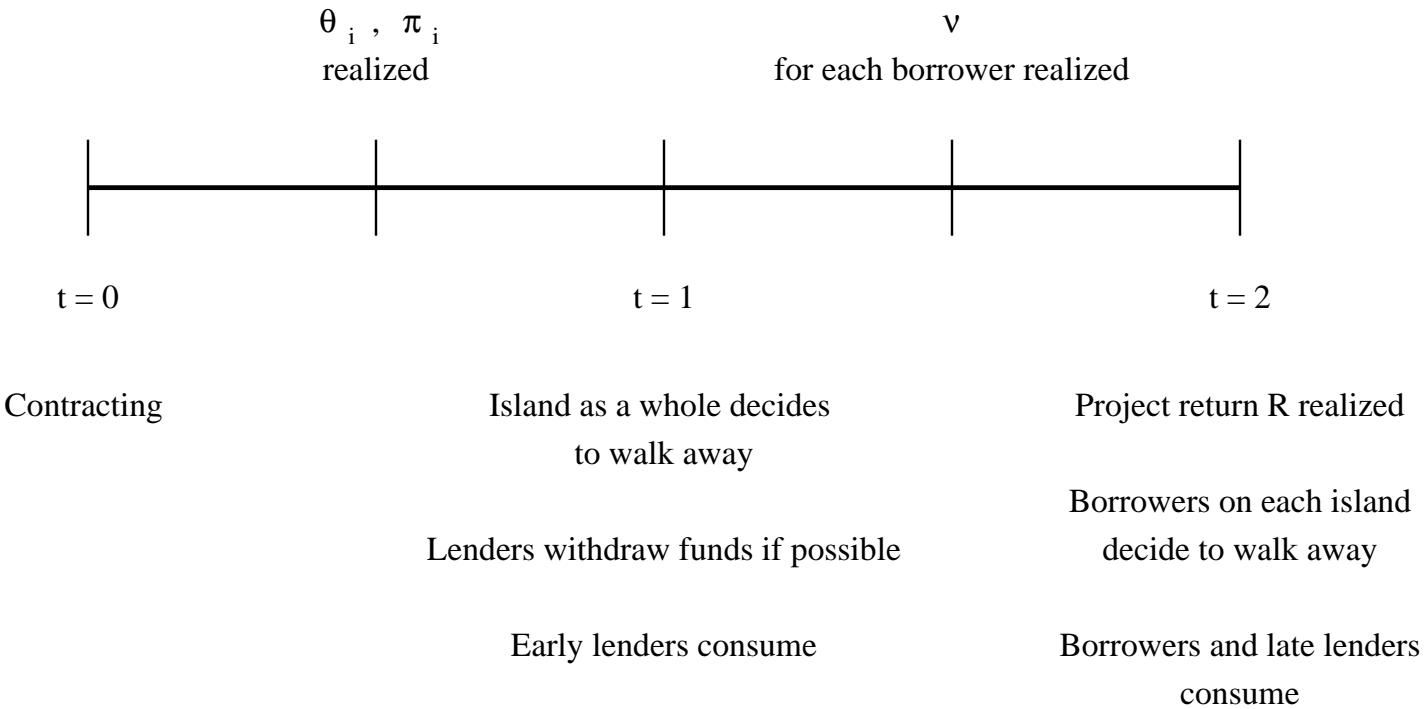 θ i , π i
realized
ν
for each borrower realized
t = 0
t = 1
t = 2
Contracting
Island as a whole decides
to walk away
Lenders withdraw funds if possible
Early lenders consume
Project return R realized
Borrowers on each island
decide to walk away
Borrowers and late lenders
consume